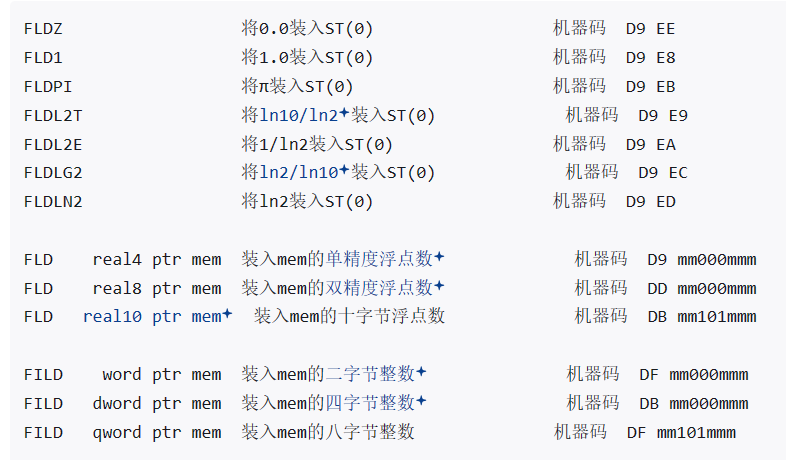 FLDZ 将0.0装入ST(0) 机器码 D9 EE
FLD1 将1.0装入ST(0) 机器码 D9 E8
FLDPI 将π装入ST(0) 机器码 D9 EB
FLDL2T 将ln10/ln2装入ST(0) 机器码 D9 E9
FLDL2E 将1/ln2装入ST(0) 机器码 D9 EA
FLDLG2 将ln2/ln10装入ST(0) 机器码 D9 EC
FLDLN2 将ln2装入ST(0) 机器码 D9 ED
FLD real4 ptr mem 装入mem的单精度浮点数 机器码 D9 mm000mmm
FLD real8 ptr mem 装入mem的双精度浮点数 机器码 DD mm000mmm
FLD real10 ptr mem 装入mem的十字节浮点数 机器码 DB mm101mmm
FILD word ptr mem 装入mem的二字节整数 机器码 DF mm000mmm
FILD dword ptr mem 装入mem的四字节整数 机器码 DB mm000mmm
FILD qword ptr mem 装入mem的八字节整数 机器码 DF mm101mmm